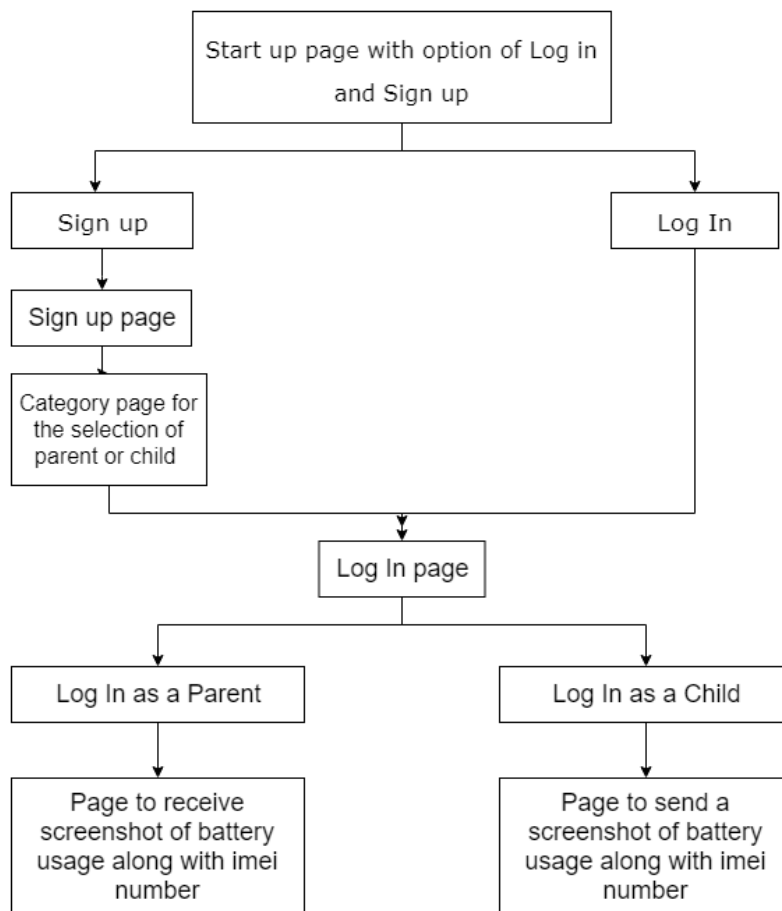 Start up page with option of Log in
and Sign up
Sign up
Log In
Sign up page
Category page for
the selection of
parent or child
Log In page
Log In as a Parent
Log In as a Child
Page to receive
screenshot of battery
usage along with imei
number
Page to send a
screenshot of battery
usage along with imei
number